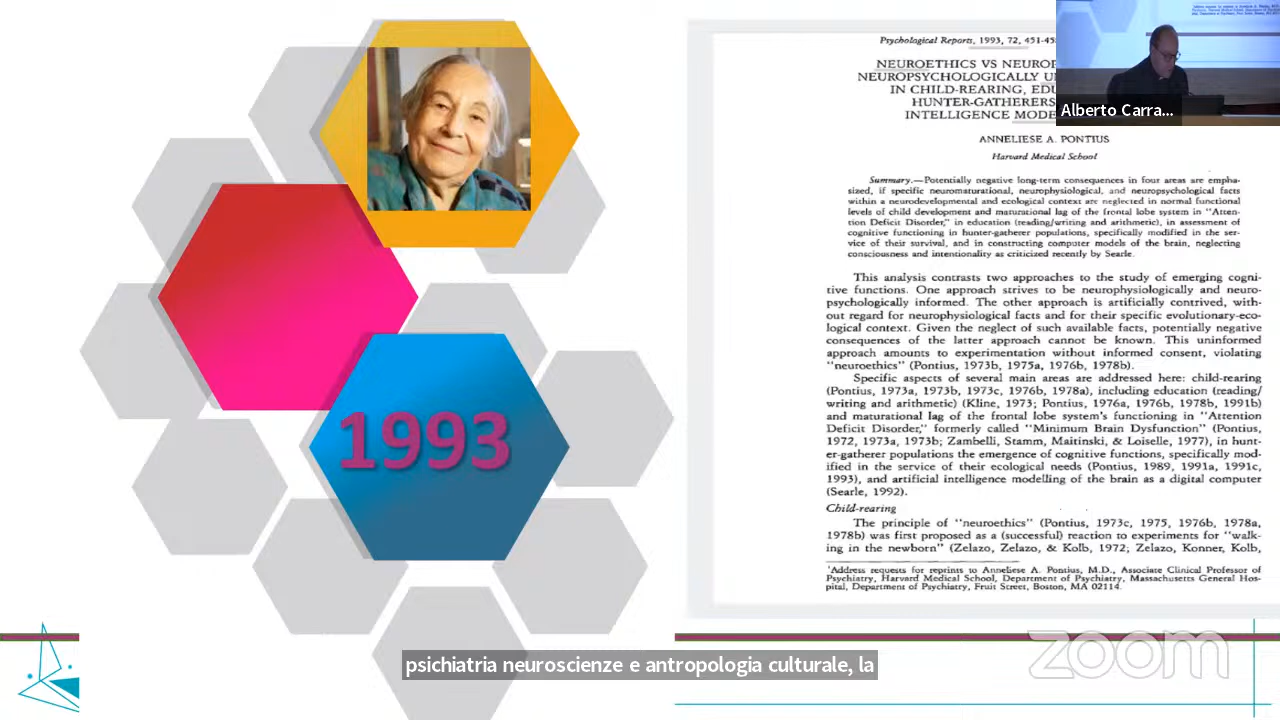 1993
Psychological Reports, 1993, 72, 451-45
NEUROETHICS VS NEUROP
NEUROPSYCHOLOGICALLY U
IN CHILD-REARING, EDU
HUNTER-GATHERERS
INTELLIGENCE MODE
ANNELIESE A. PONTIUS
Harvard Medical School
Summary.—Potentially negative long-term consequences in four areas are empha-
sized, if specific neuromaturational, neurophysiological, and neuropsychological facts
within a neurodevelopmental and ecological context are neglected in normal functional
levels of child development and maturational lag of the frontal lobe system in "Atten-
tion Deficit Disorder," in education (reading/writing and arithmetic), in assessment of
cognitive functioning in hunter-gatherer populations, specifically modified in the ser-
vice of their survival, and in constructing computer models of the brain, neglecting
consciousness and intentionality as criticized recently by Searle.
This analysis contrasts two approaches to the study of emerging cogni-
tive functions. One approach strives to be neurophysiologically and neuro-
psychologically informed. The other approach is artificially contrived, with-
out regard for neurophysiological facts and for their specific evolutionary-eco-
logical context. Given the neglect of such available facts, potentially negative
consequences of the latter approach cannot be known. This uninformed
approach amounts to experimentation without informed consent, violating
"neuroethics" (Pontius, 1973b, 1975a, 1976b, 1978b).
Specific aspects of several main areas are addressed here: child-rearing
(Pontius, 1973a, 1973b, 1973c, 1976b, 1978a), including education (reading/
writing and arithmetic) (Kline, 1973; Pontius, 1976a, 1976b, 1978b, 1991b)
and maturational lag of the frontal lobe system's functioning in "Attention
Deficit Disorder," formerly called "Minimum Brain Dysfunction" (Pontius,
1972, 1973a, 1973b; Zambelli, Stamm, Maitinski, & Loiselle, 1977), in hunt-
er-gatherer populations the emergence of cognitive functions, specifically mod-
ified in the service of their ecological needs (Pontius, 1989, 1991a, 1991c,
1993), and artificial intelligence modelling of the brain as a digital computer
(Searle, 1992).
Child-rearing
The principle of "neuroethics" (Pontius, 1973c, 1975, 1976b, 1978a,
1978b) was first proposed as a (successful) reaction to experiments for "walk-
ing in the newborn" (Zelazo, Zelazo, & Kolb, 1972; Zelazo, Konner, Kolb,
¹Address requests for reprints to Anneliese A. Pontius, M.D., Associate Clinical Professor of
Psychiatry, Harvard Medical School, Department of Psychiatry, Massachusetts General Hos-
pital, Department of Psychiatry, Fruit Street, Boston, MA 02114.
Alberto Carra...
psichiatria neuroscienze e antropologia culturale, la
zoom